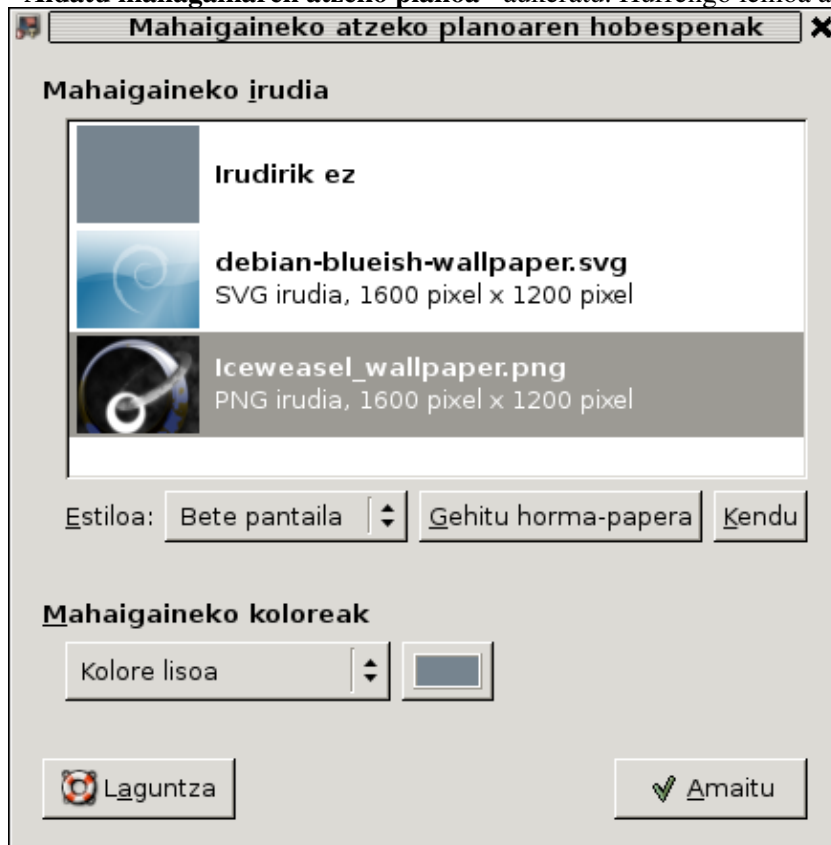 Mahaigaineko atzeko planoaren hobespenak
Mahaigaineko irudia
Irudirik ez
debian-blueish-wallpaper.svg
SVG irudia, 1600 pixel x 1200 pixel
Iceweasel_wallpaper.png
PNG irudia, 1600 pixel x 1200 pixel
Estiloa: Bete pantaila Gehitu horma-papera Kendu
Mahaigaineko koloreak
Kolore lisoa
Laguntza Amaitu